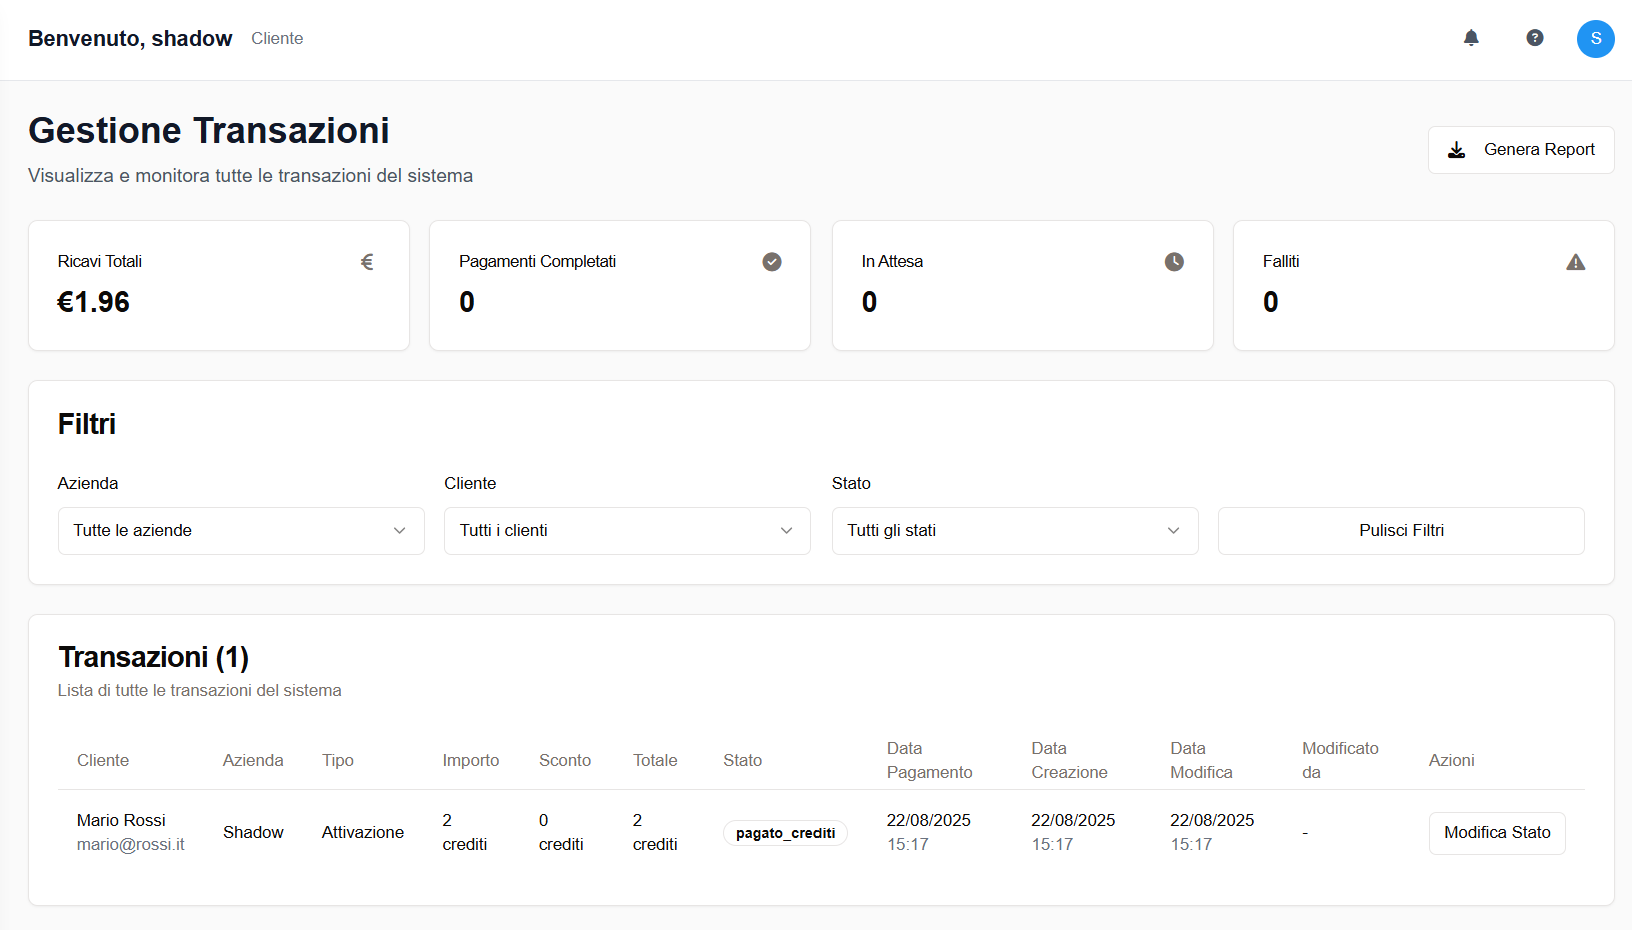 Benvenuto, shadow Cliente
S
Gestione Transazioni
Visualizza e monitora tutte le transazioni del sistema
Genera Report
Ricavi Totali
€
€1.96
Pagamenti Completati
0
In Attesa
0
Falliti
0
Filtri
Azienda
Tutte le aziende
Cliente
Tutti i clienti
Stato
Tutti gli stati
Pulisci Filtri
Transazioni (1)
Lista di tutte le transazioni del sistema
Cliente
Azienda
Tipo
Importo
Sconto
Totale
Stato
Data
Pagamento
Data
Creazione
Data
Modifica
Modificato
da
Azioni
Mario Rossi
mario@rossi.it
Shadow
Attivazione
2
crediti
0
crediti
2
crediti
pagato_crediti
22/08/2025
15:17
22/08/2025
15:17
22/08/2025
15:17
-
Modifica Stato